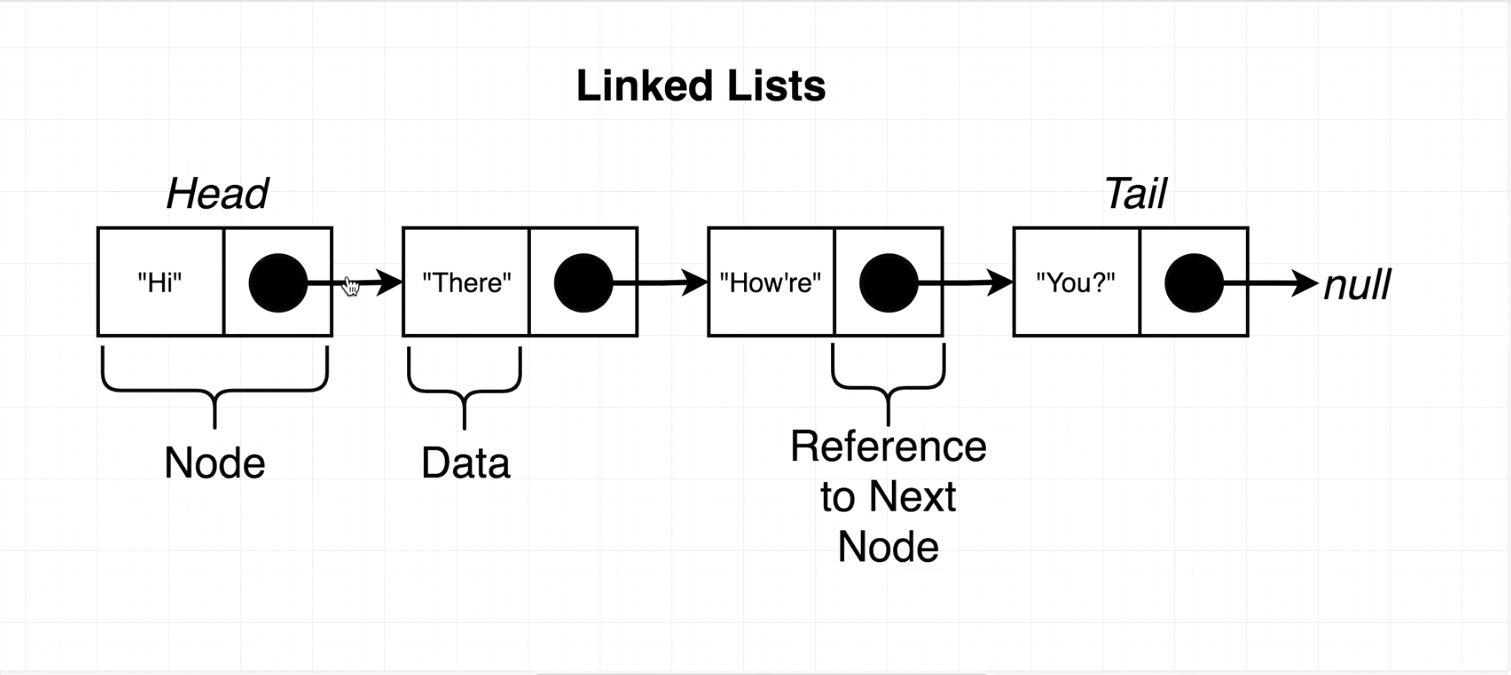 Linked Lists
Head
Tail
"Hi"
"There"
"How're"
"You?"
null
Node
Data
Reference
to Next
Node